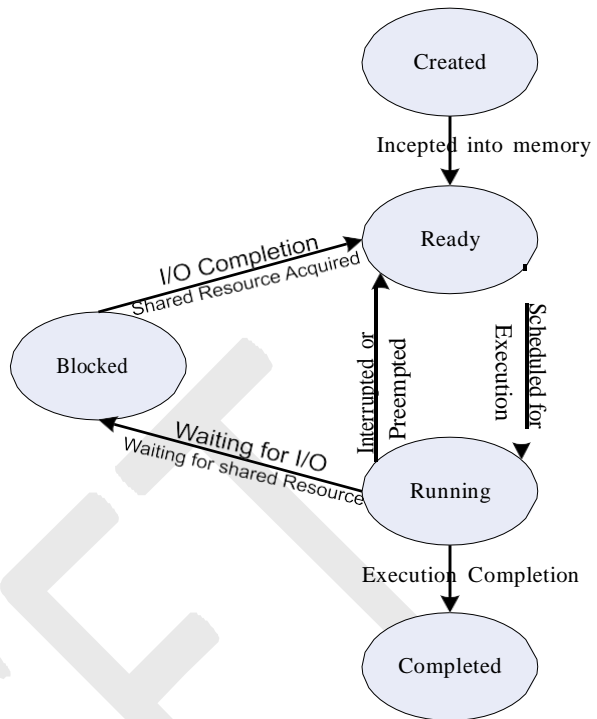 Created
Incepted into memory
Ready
I/O Completion
Shared Resource Acquired
Blocked
Interrupted or
Preempted
Scheduled for
Execution
Waiting for I/O
Waiting for shared Resource
Running
Execution Completion
Completed